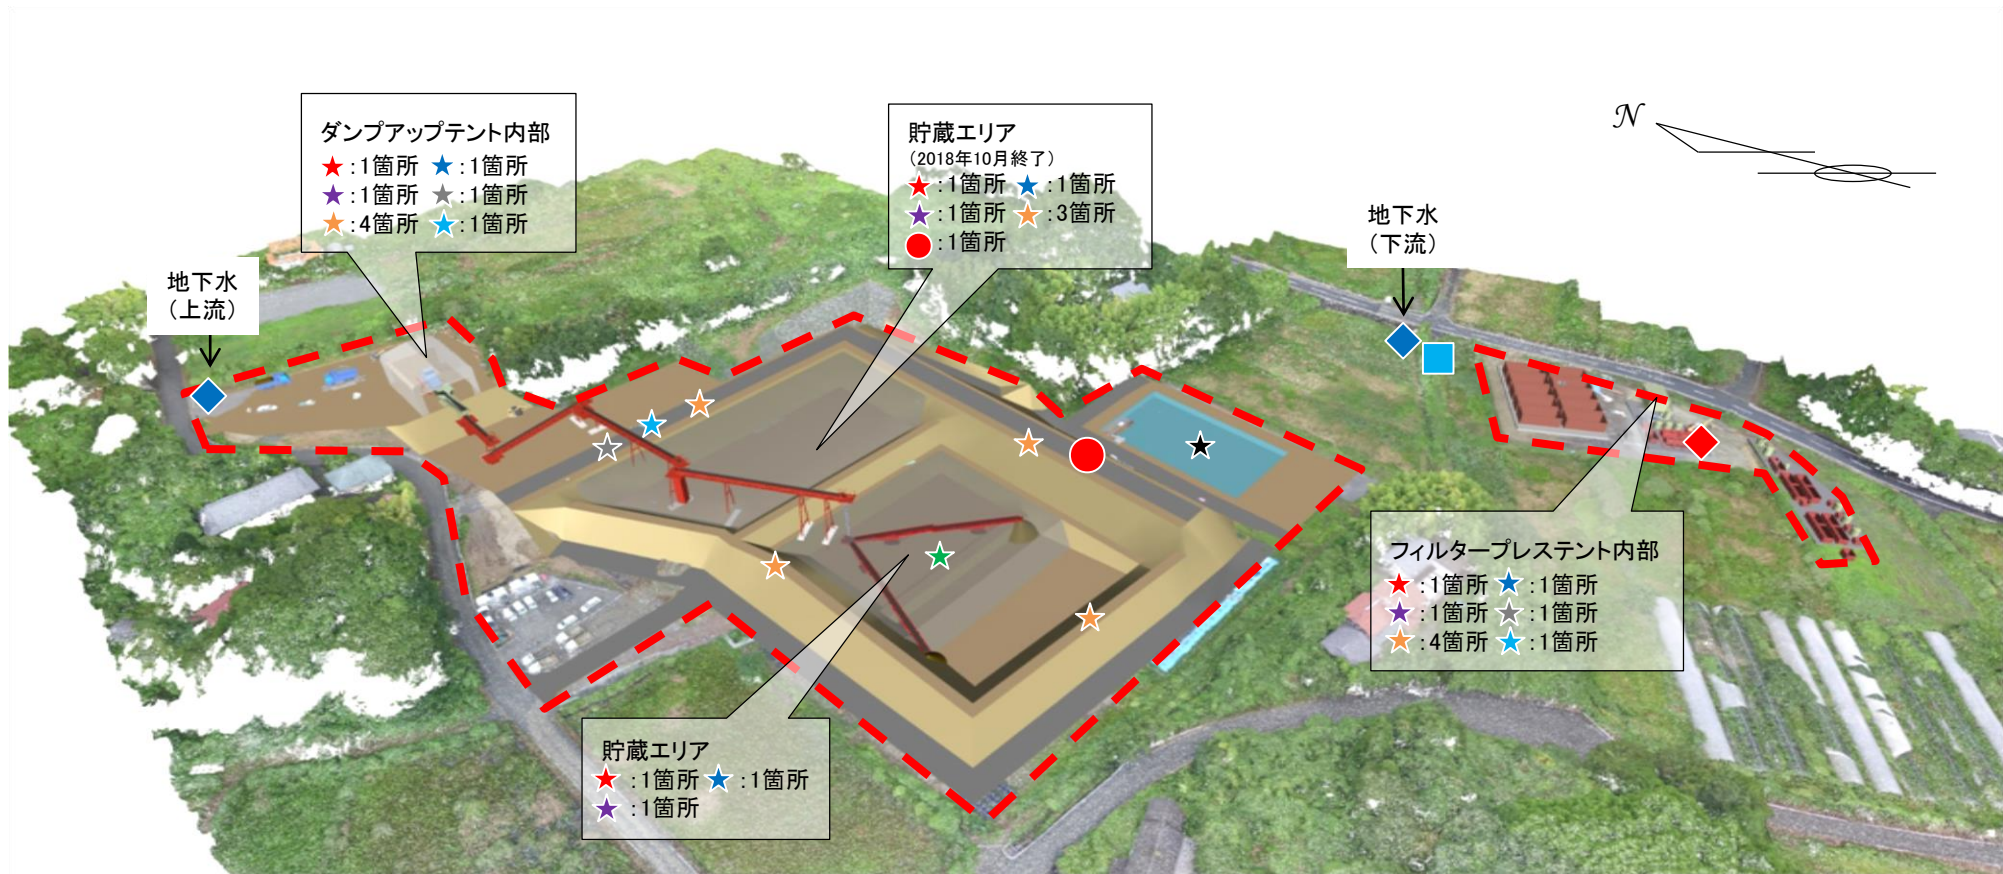 ダンプアップテント内部
★:1箇所 ★:1箇所
★:1箇所 ★:1箇所
★:4箇所 ★:1箇所
貯蔵エリア
（2018年10月終了）
★:1箇所 ★:1箇所
★:1箇所 ★:3箇所
●:1箇所
N
地下水
（下流）
地下水
（上流）
フィルタープレステント内部
★:1箇所 ★:1箇所
★:1箇所 ☆:1箇所
★:4箇所 ★:1箇所
貯蔵エリア
★:1箇所 ★:1箇所
★:1箇所